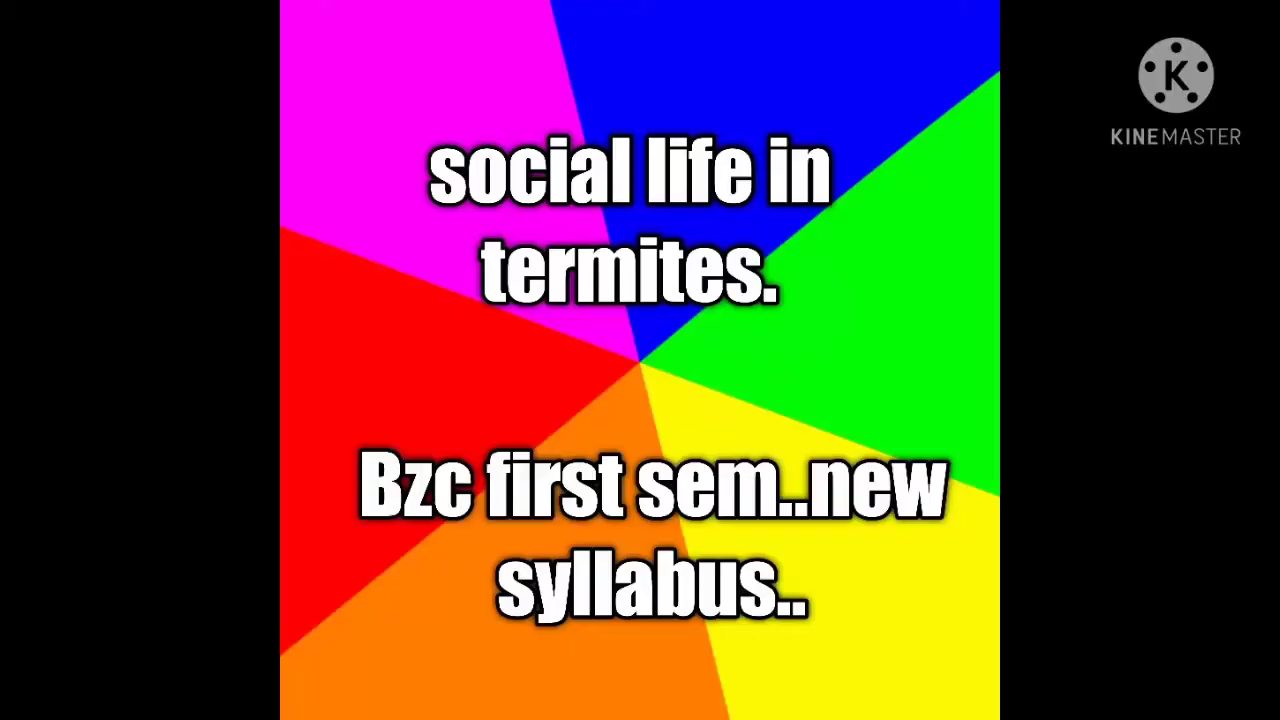 KINEMASTER
social life in
termites.
Bzc first sem..new
syllabus..